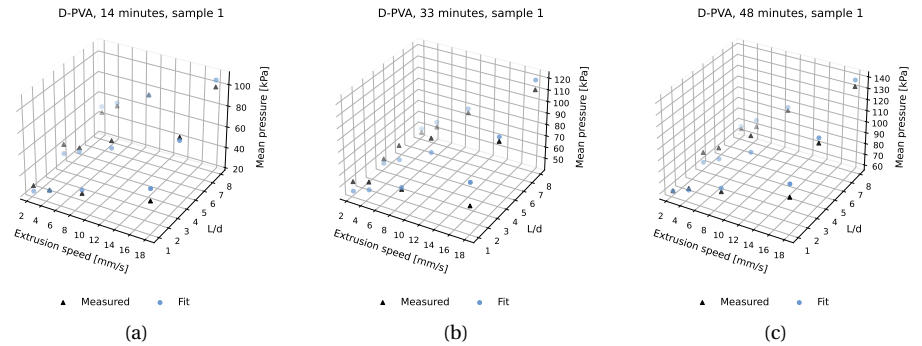 D-PVA, 14 minutes, sample 1
100
80
60
40
20
Mean pressure [kPa]
2 4 6 8 10 12 14 16 18
Extrusion speed [mm/s]
1 2 3 4 5 6 7 8
L/d
Measured Fit
(a)
D-PVA, 33 minutes, sample 1
120
110
100
90
80
70
60
50
Mean pressure [kPa]
2 4 6 8 10 12 14 16 18
Extrusion speed [mm/s]
1 2 3 4 5 6 7 8
L/d
Measured Fit
(b)
D-PVA, 48 minutes, sample 1
140
130
120
110
100
90
80
70
60
Mean pressure [kPa]
2 4 6 8 10 12 14 16 18
Extrusion speed [mm/s]
1 2 3 4 5 6 7 8
L/d
Measured Fit
(c)